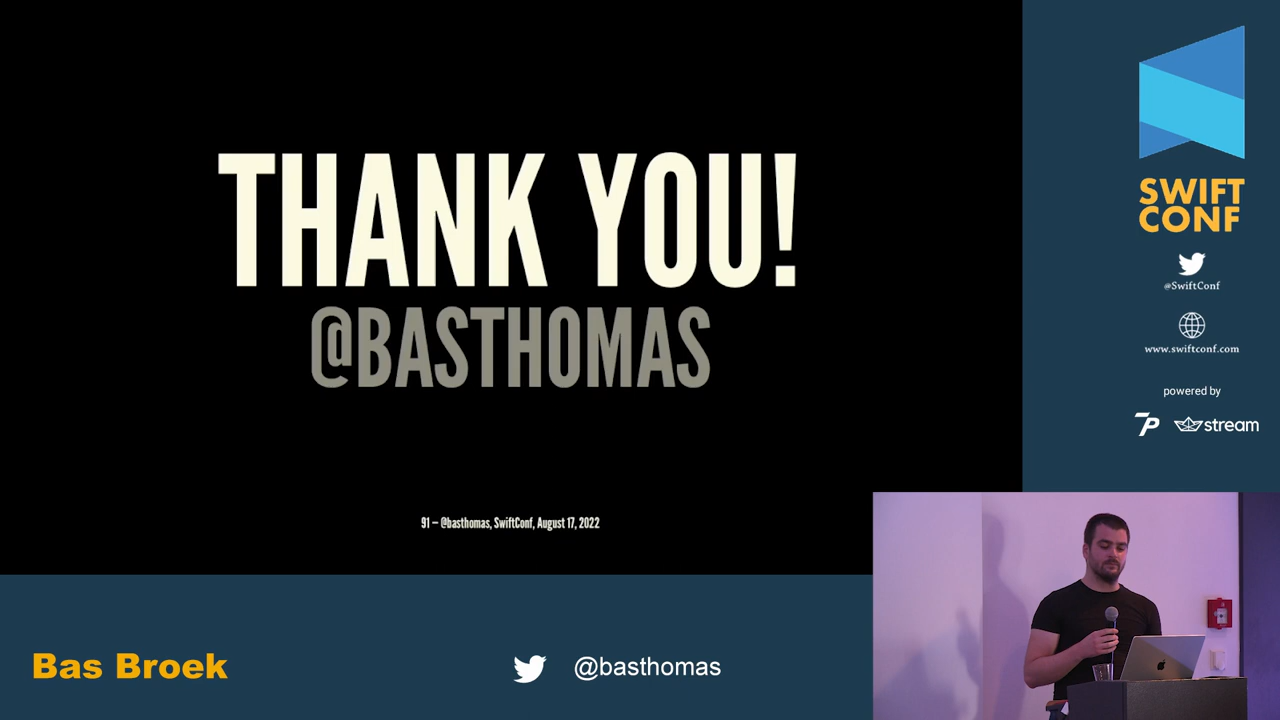 THANK YOU!
@BASTHOMAS
91 — @basthomas, SwiftConf, August 17, 2022
SWIFT
CONF
@SwiftConf
www.swiftconf.com
powered by
7P stream
Bas Broek
@basthomas